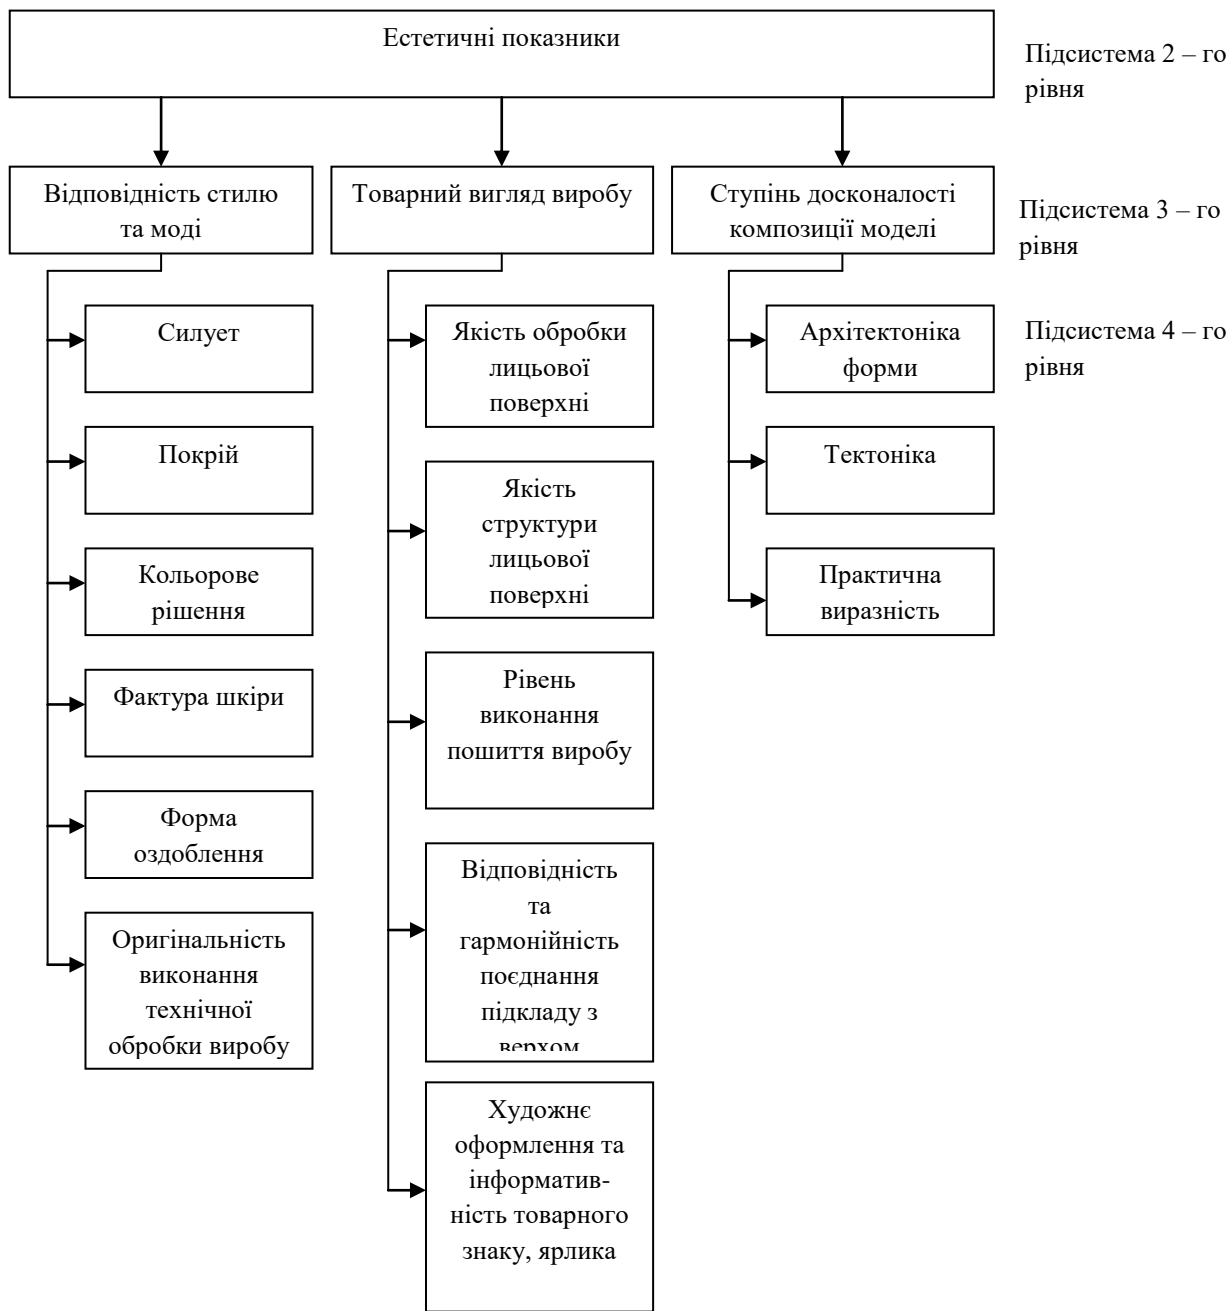 Естетичні показники
Підсистема 2 – го
рівня
Відповідність стилю
та моді
Товарний вигляд виробу
Ступінь досконалості
композиції моделі
Підсистема 3 – го
рівня
Силует
Покрій
Кольорове
рішення
Фактура шкіри
Форма
оздоблення
Оригінальність
виконання
технічної
обробки виробу
Якість обробки
лицьової
поверхні
Якість
структури
лицьової
поверхні
Рівень
виконання
пошиття виробу
Відповідність
та
гармонійність
поєднання
підкладу з
верхом
Художнє
оформлення та
інформатив-
ність товарного
знаку, ярлика
Архітектоніка
форми
Тектоніка
Практична
виразність
Підсистема 4 – го
рівня